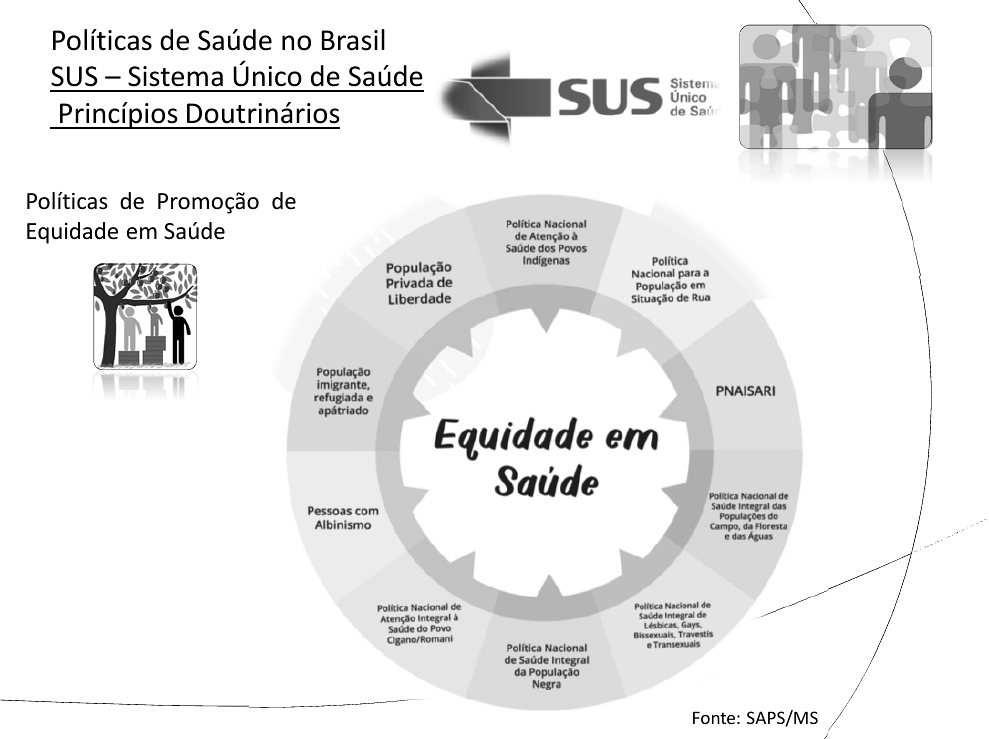 Políticas de Saúde no Brasil
SUS – Sistema Único de Saúde
Princípios Doutrinários
SUS
Sistema
Único
de Saúde
Políticas de Promoção de
Equidade em Saúde
Política Nacional
de Atenção à
Saúde dos Povos
Indígenas
Política
Nacional para a
População em
Situação de Rua
PNAISARI
Política Nacional de
Saúde Integral das
Populações do
Campo, da Floresta
e das Águas
Política Nacional de
Saúde Integral de
Lésbicas, Gays,
Bissexuais, Travestis
e Transexuais
Política Nacional
de Saúde Integral
da População
Negra
Política Nacional de
Atenção Integral à
Saúde do Povo
Cigano/Romani
Pessoas com
Albinismo
População
imigrante,
refugiada e
apátriado
População
Privada de
Liberdade
Equidade em
Saúde
Fonte: SAPS/MS